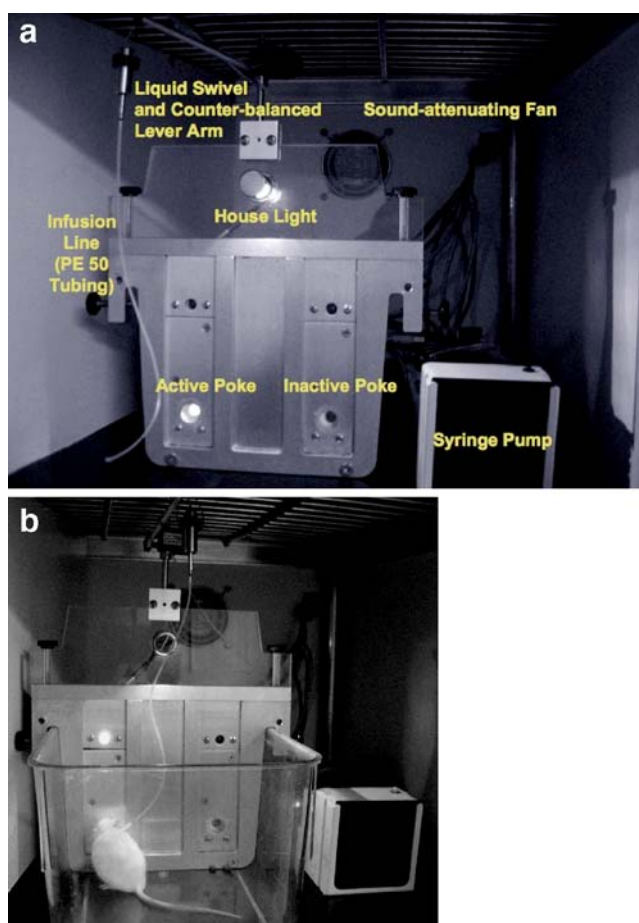 a
Liquid Swivel
and Counter-balanced
Lever Arm
Sound-attenuating Fan
House Light
Infusion
Line
(PE 50
Tubing)
Active Poke
Inactive Poke
Syringe Pump
b